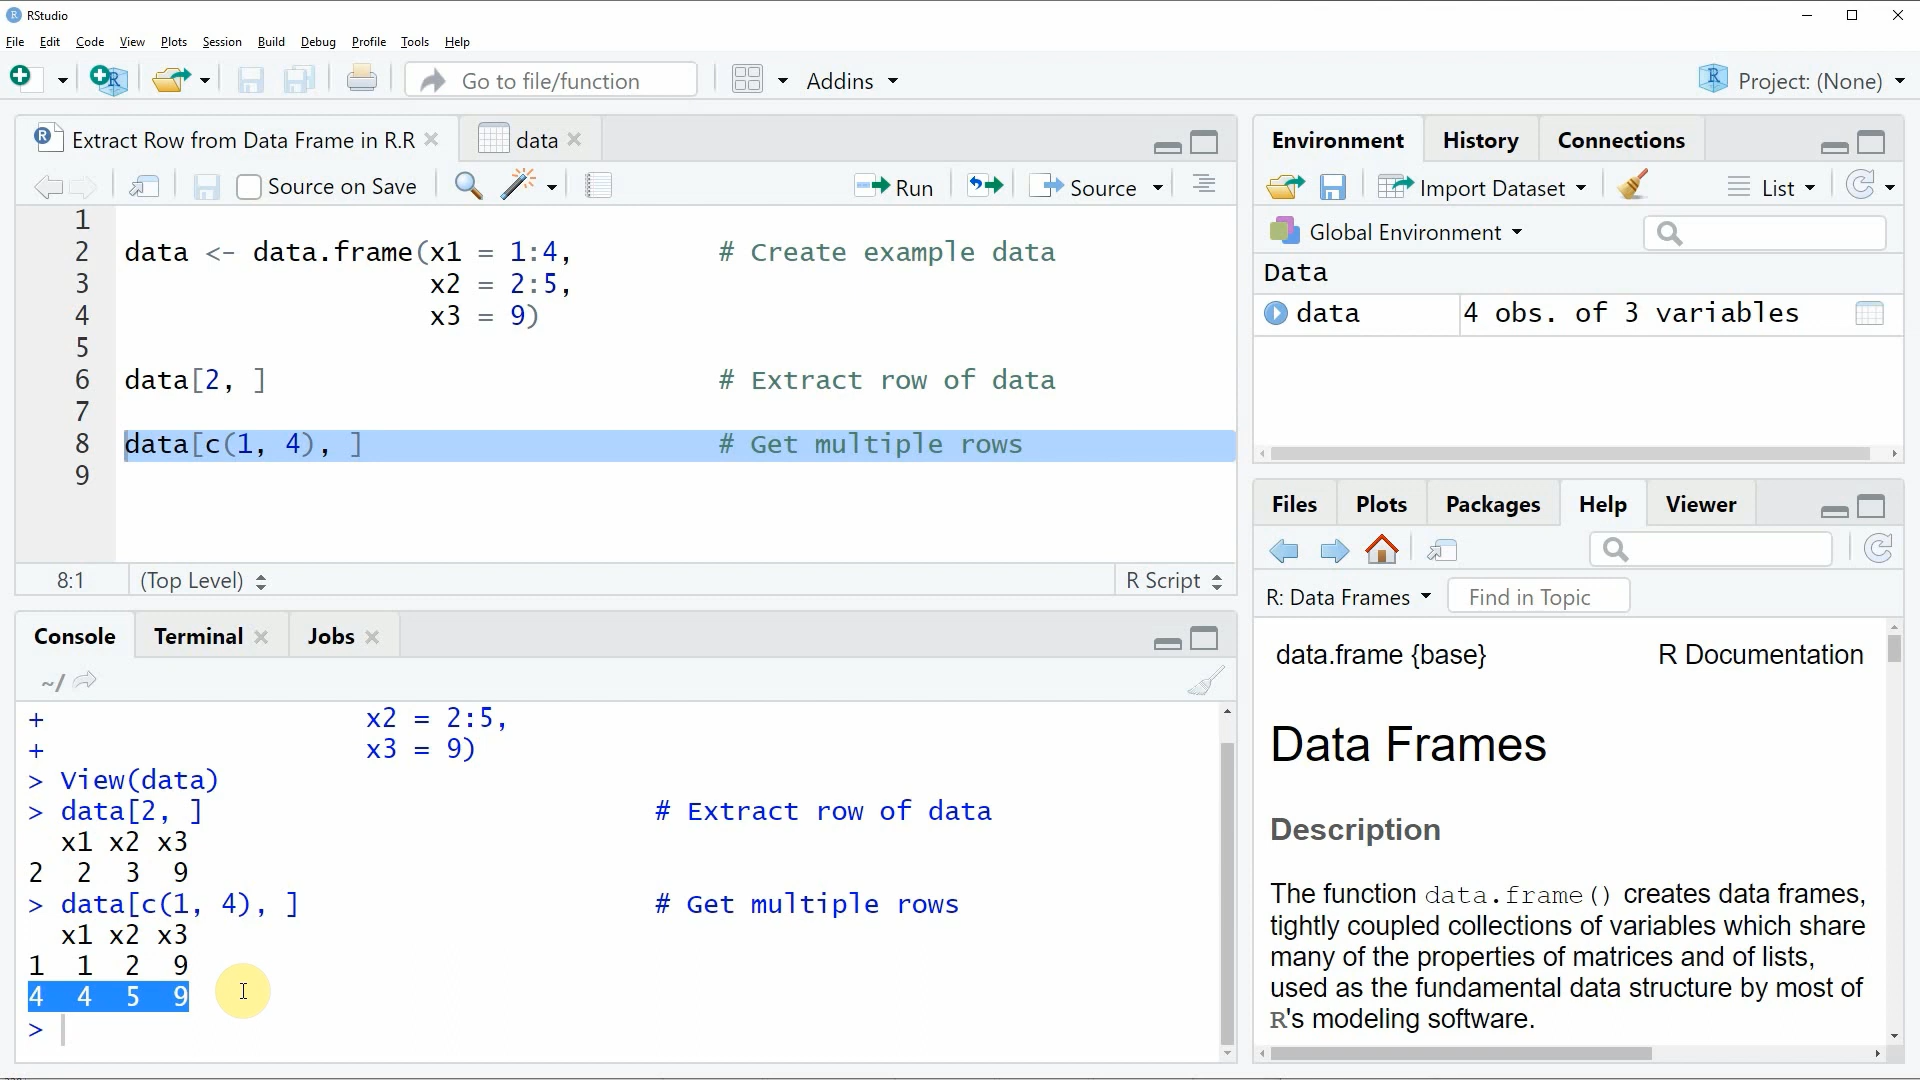 RStudio
File Edit Code View Plots Session Build Debug Profile Tools Help
Go to file/function Addins Project: (None)
Extract Row from Data Frame in R.R data
Source on Save Run Source
1
2 data <- data.frame(x1 = 1:4, # Create example data
3 x2 = 2:5,
4 x3 = 9)
5
6 data[2, ] # Extract row of data
7
8 data[c(1, 4), ] # Get multiple rows
9
8:1 (Top Level) R Script
Console Terminal Jobs
~/
+ x2 = 2:5,
+ x3 = 9)
> View(data)
> data[2, ] # Extract row of data
x1 x2 x3
2 2 3 9
> data[c(1, 4), ] # Get multiple rows
x1 x2 x3
1 1 2 9
4 4 5 9
>
Environment History Connections
Import Dataset List
Global Environment
Data
data 4 obs. of 3 variables
Files Plots Packages Help Viewer
R: Data Frames Find in Topic
data.frame {base} R Documentation
Data Frames
Description
The function data.frame() creates data frames,
tightly coupled collections of variables which share
many of the properties of matrices and of lists,
used as the fundamental data structure by most of
R's modeling software.